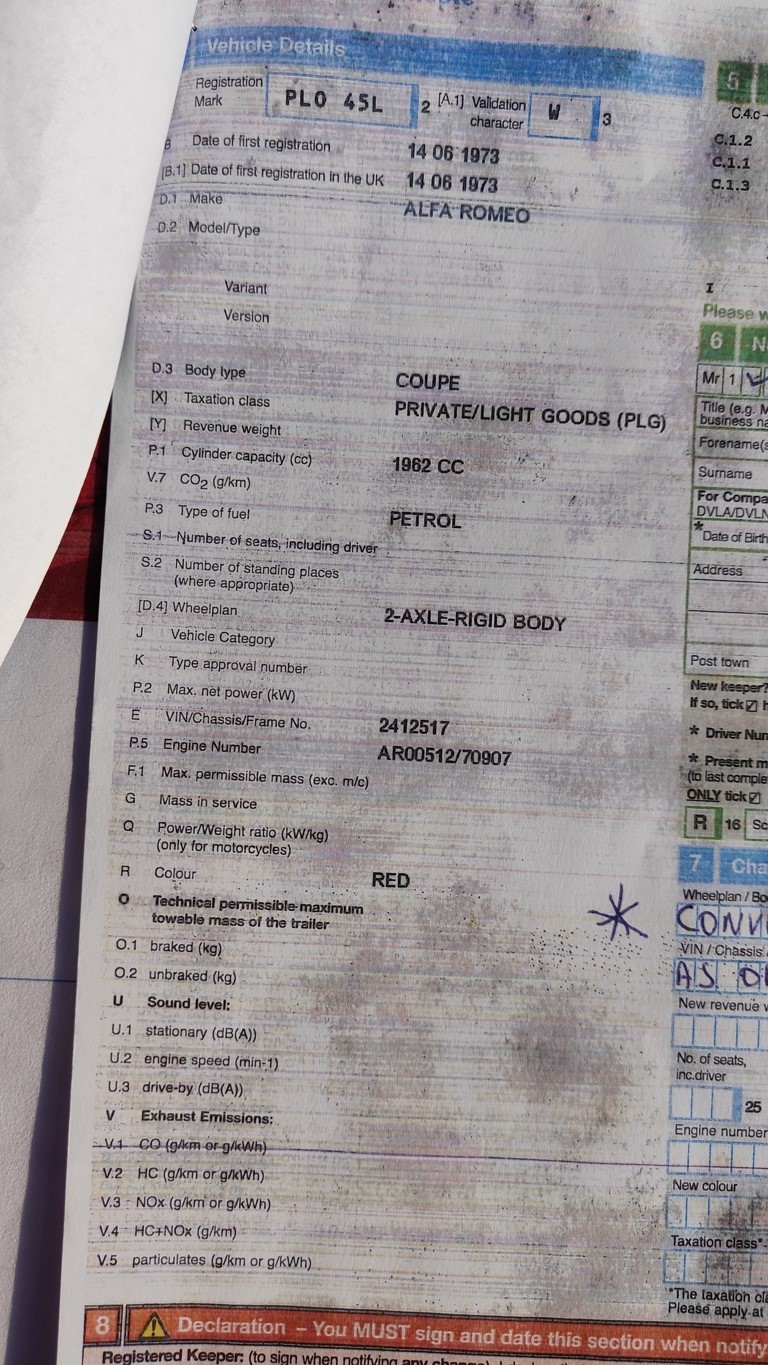 Vehicle Details
Registration Mark PLO 45L 2 [A.1] Validation character W 3
B Date of first registration 14 06 1973
[B.1] Date of first registration in the UK 14 06 1973
D.1 Make ALFA ROMEO
D.2 Model/Type
Variant
Version
D.3 Body type COUPE
[X] Taxation class PRIVATE/LIGHT GOODS (PLG)
[Y] Revenue weight
P.1 Cylinder capacity (cc) 1962 CC
V.7 CO2 (g/km)
P.3 Type of fuel PETROL
S.1 Number of seats, including driver
S.2 Number of standing places
(where appropriate)
[D.4] Wheelplan 2-AXLE-RIGID BODY
J Vehicle Category
K Type approval number
P.2 Max. net power (kW)
E VIN/Chassis/Frame No. 2412517
P.5 Engine Number AR00512/70907
F.1 Max. permissible mass (exc. m/c)
G Mass in service
Q Power/Weight ratio (kW/kg)
(only for motorcycles)
R Colour RED
O Technical permissible maximum
towable mass of the trailer
O.1 braked (kg)
O.2 unbraked (kg)
U Sound level:
U.1 stationary (dB(A))
U.2 engine speed (min-1)
U.3 drive-by (dB(A))
V Exhaust Emissions:
V.1 CO (g/km or g/kWh)
V.2 HC (g/km or g/kWh)
V.3 NOx (g/km or g/kWh)
V.4 HC+NOx (g/km)
V.5 particulates (g/km or g/kWh)
5
C.4.c
C.1.2
C.1.1
C.1.3
I
Please
6
Mr 1
Title (e.g.
business
Forename(s
Surname
For
DVLA/
*Date of Birth
Address
Post town
New keeper?
If so, tick
* Driver
* Present
(to last
ONLY tick
R 16
7
Wheelplan /
VIN / Chassis
AS
New revenue
No. of seats,
inc.driver
25
Engine number
New colour
Taxation class*
*The taxation
Please apply at
8 Declaration – You MUST sign and date this section when notify
Registered Keeper: (to sign when notifying any change)